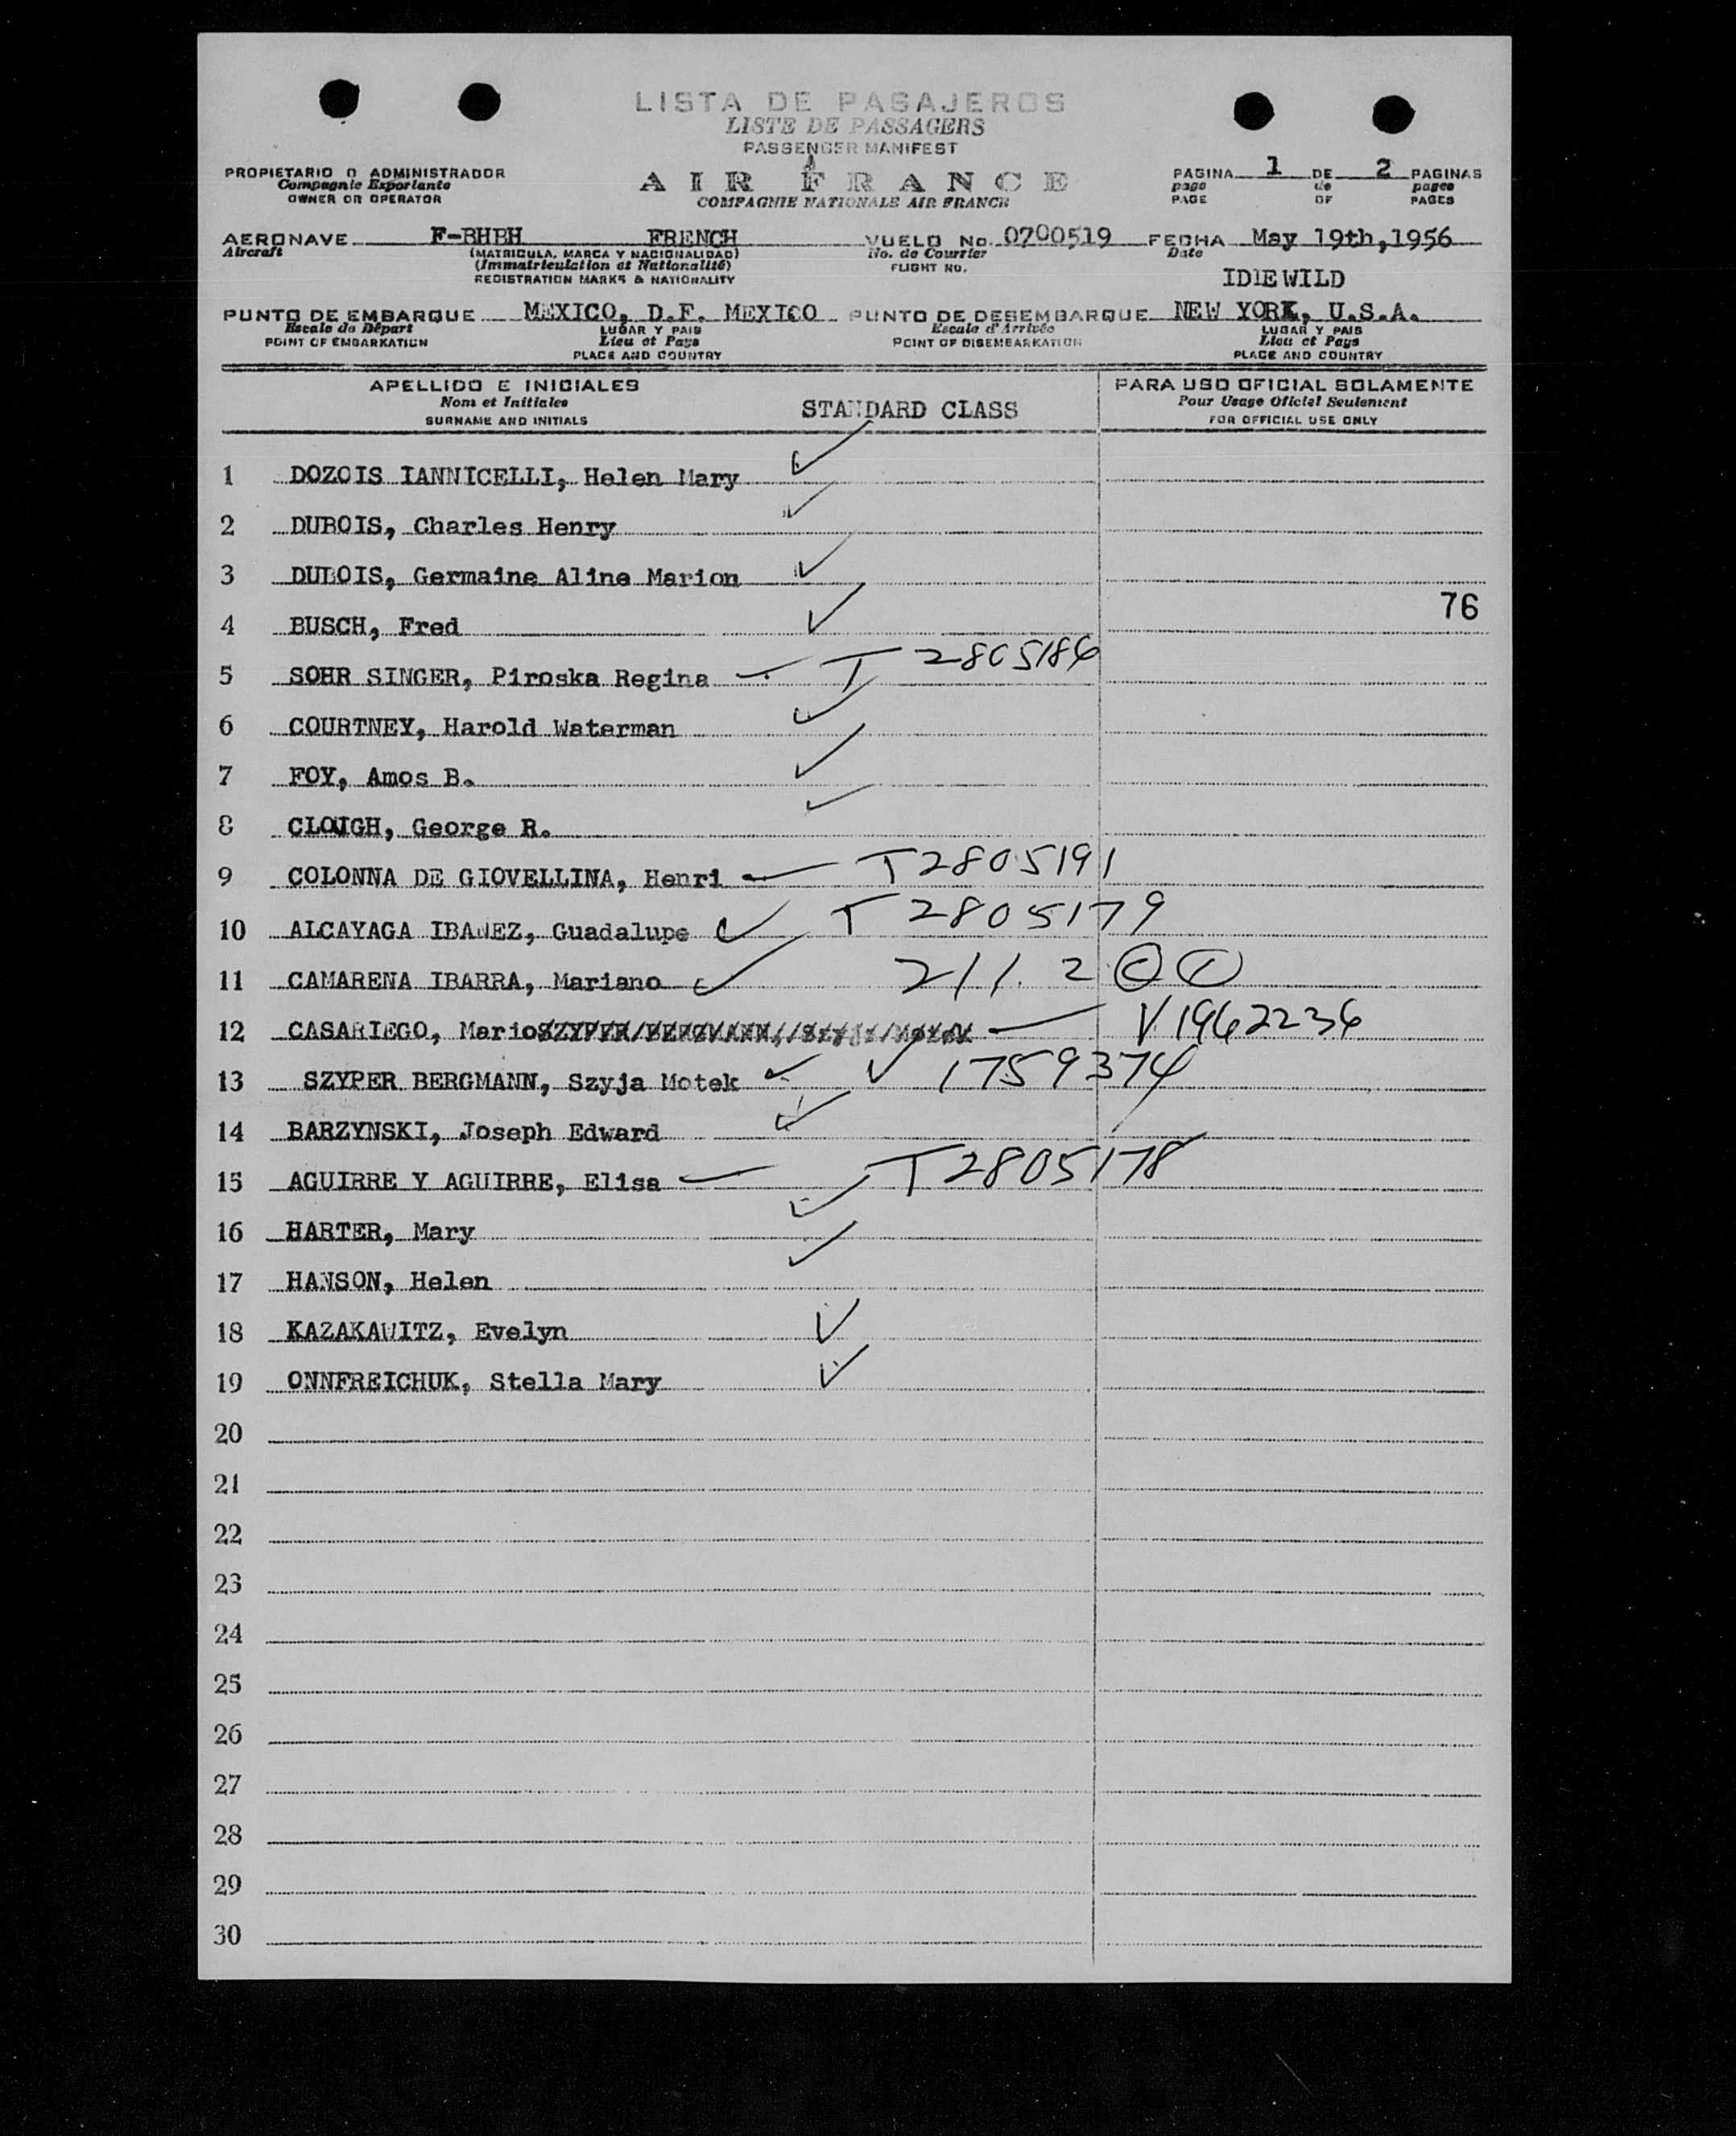 LISTA DE PASAJEROS
LISTE DE PASSAGERS
PASSENGER MANIFEST
PROPIETARIO O ADMINISTRADOR
Compagnie Exportante
OWNER OR OPERATOR
AIR FRANCE
COMPAGNIE NATIONALE AIR FRANCE
PAGINA 1 DE 2 PAGINAS
page de pages
PAGE OF PAGES
AERONAVE F-BHBH FRENCH VUELO No. 0700519 FECHA May 19th,1956
Aircraft (MATRICULA, MARCA Y NACIONALIDAD) No. de Courrier Date
(Immatriculation et Nationalité) FLIGHT NO.
REGISTRATION MARKS & NATIONALITY IDLEWILD
PUNTO DE EMBARQUE MEXICO, D.F. MEXICO PUNTO DE DESEMBARQUE NEW YORK, U.S.A.
Escale de Départ LUGAR Y PAIS Escale d'Arrivée LUGAR Y PAIS
POINT OF EMBARKATION Lieu et Pays POINT OF DISEMBARKATION Lieu et Pays
PLACE AND COUNTRY PLACE AND COUNTRY
APELLIDO E INICIALES PARA USO OFICIAL SOLAMENTE
Nom et Initiales STANDARD CLASS Pour Usage Oficiel Seulement
SURNAME AND INITIALS FOR OFFICIAL USE ONLY
1 DOZOIS IANNICELLI, Helen Mary
2 DUBOIS, Charles Henry
3 DUBOIS, Germaine Aline Marion
76
4 BUSCH, Fred
5 SOHR SINGER, Piroska Regina T 2805186
6 COURTNEY, Harold Waterman
7 FOY, Amos B.
8 CLOUGH, George R.
9 COLONNA DE GIOVELLINA, Henri T2805191
10 ALCAYAGA IBANEZ, Guadalupe T 2805179
11 CAMARENA IBARRA, Mariano 211.2
12 CASARIEGO, Mario V1962236
13 SZYPER BERGMANN, Szyja Motek 1759374
14 BARZYNSKI, Joseph Edward
15 AGUIRRE Y AGUIRRE, Elisa T2805178
16 HARTER, Mary
17 HANSON, Helen
18 KAZAKAWITZ, Evelyn
19 ONNFREICHUK, Stella Mary
20
21
22
23
24
25
26
27
28
29
30